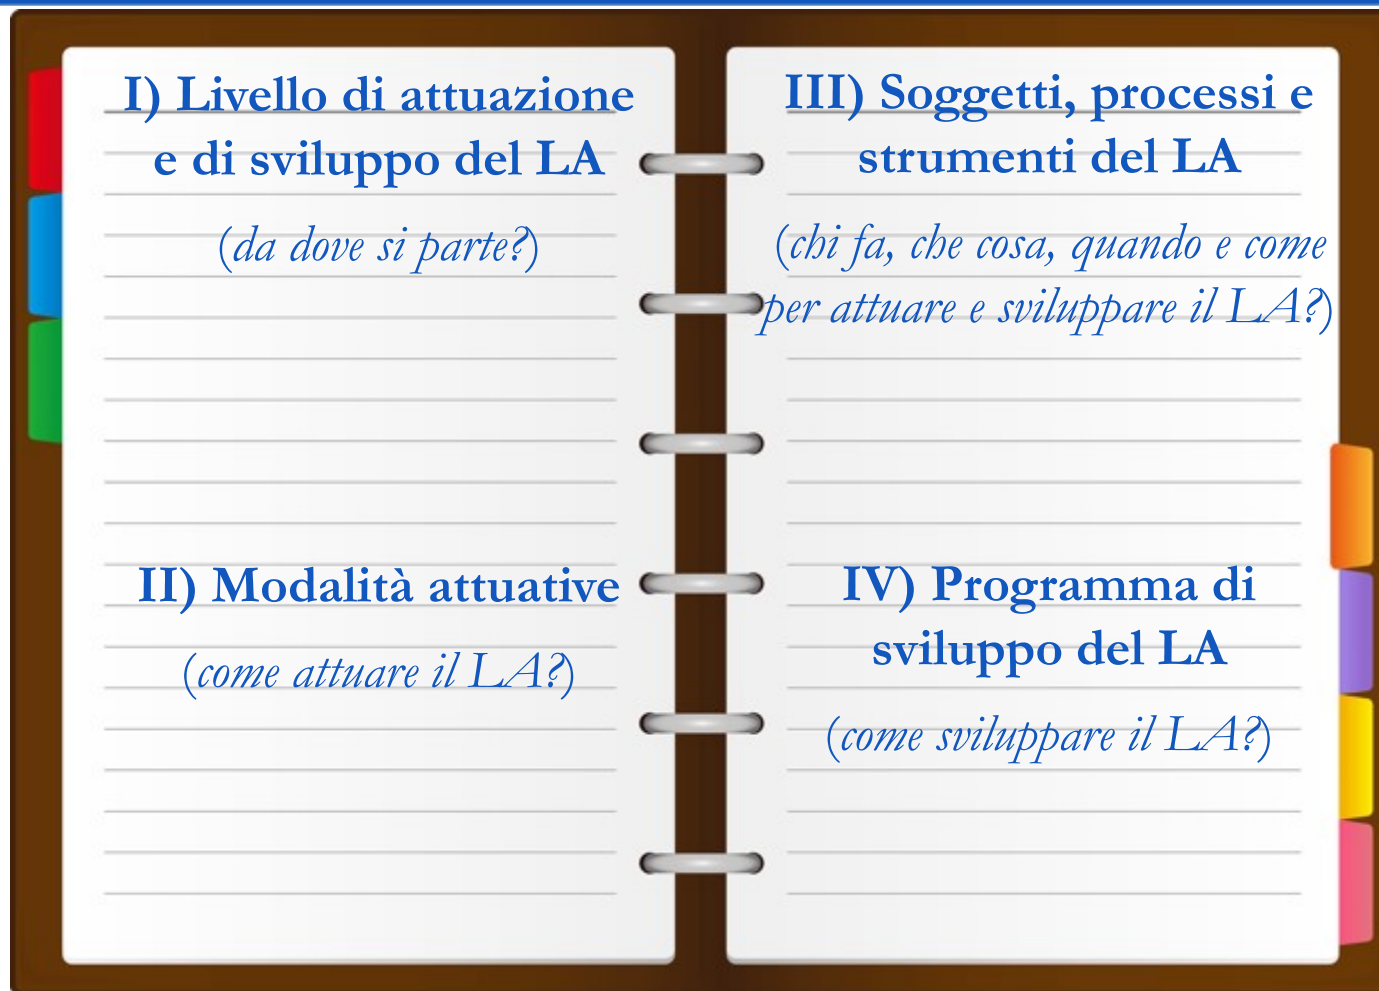 I) Livello di attuazione
e di sviluppo del LA
(da dove si parte?)
II) Modalità attuative
(come attuare il LA?)
III) Soggetti, processi e
strumenti del LA
(chi fa, che cosa, quando e come
per attuare e sviluppare il LA?)
IV) Programma di
sviluppo del LA
(come sviluppare il LA?)